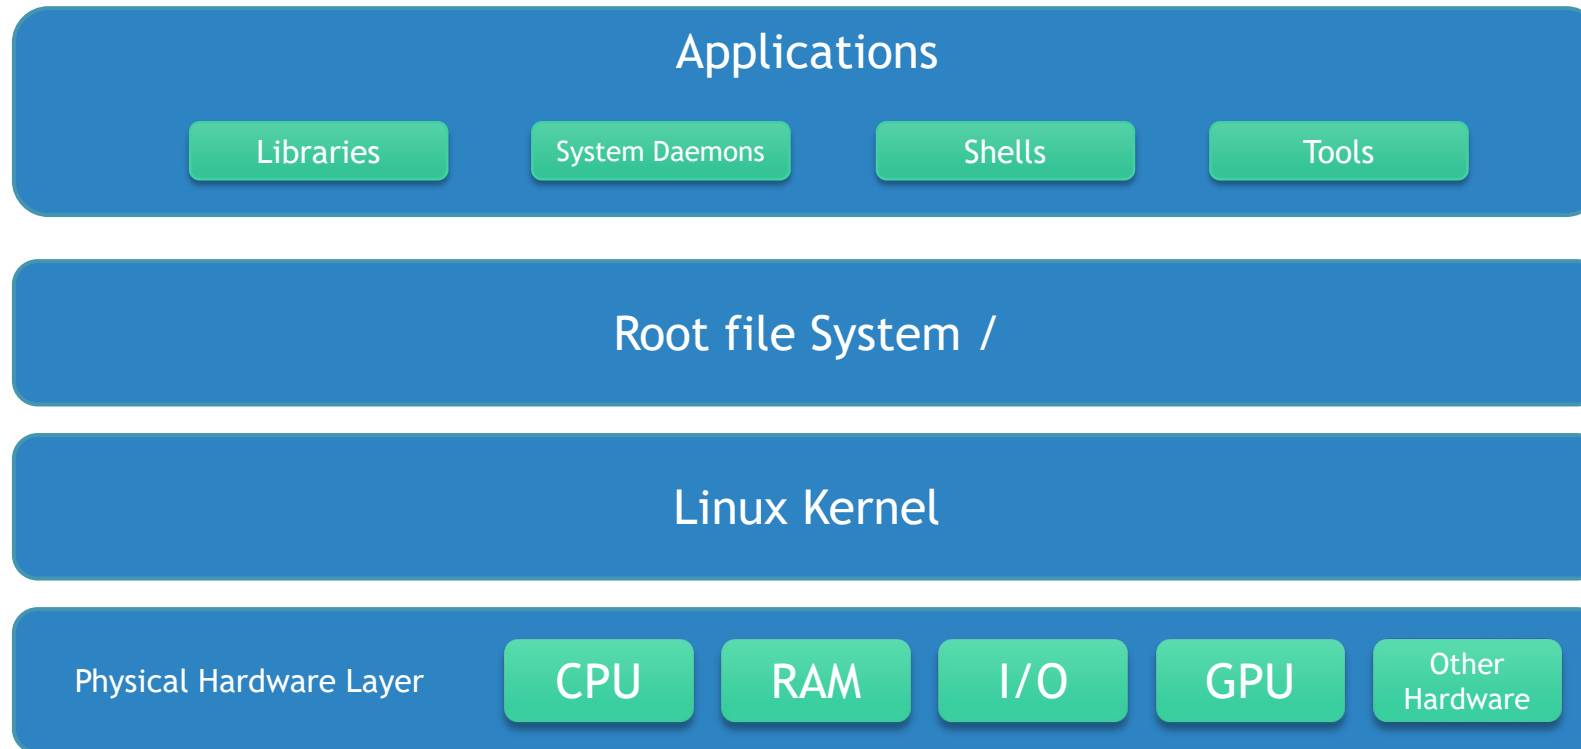 Applications
Libraries
System Daemons
Shells
Tools
Root file System /
Linux Kernel
Physical Hardware Layer
CPU
RAM
I/O
GPU
Other
Hardware